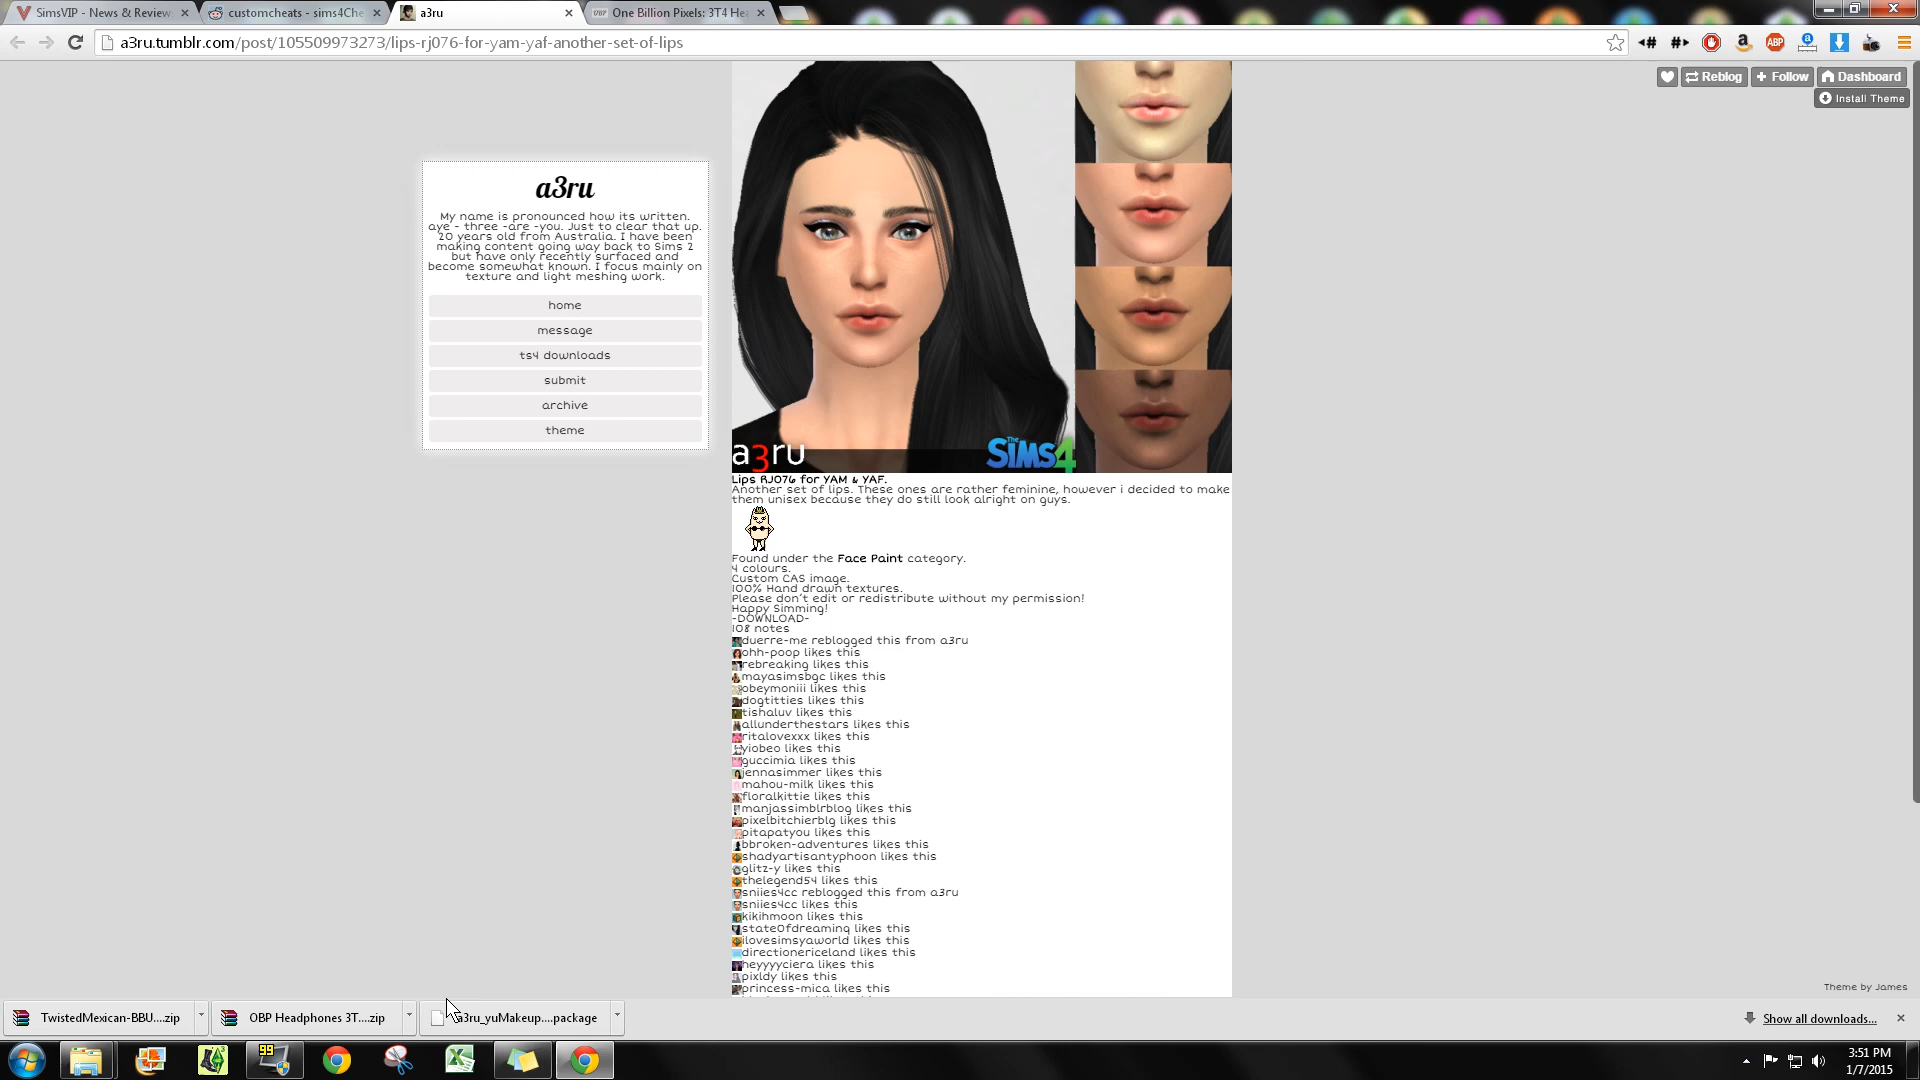 SimsVIP - News & Review
customcheats - sims4Che
a3ru
One Billion Pixels: 3T4 Hea
a3ru.tumblr.com/post/105509973273/lips-rj076-for-yam-yaf-another-set-of-lips
Reblog
Follow
Dashboard
Install Theme
a3ru
My name is pronounced how its written.
aye - three -are -you. Just to clear that up.
20 years old from Australia. I have been
making content going way back to Sims 2
but have only recently surfaced and
become somewhat known. I focus mainly on
texture and light meshing work.
home
message
ts4 downloads
submit
archive
theme
a3ru
The SIMS 4
Lips RJ076 for YAM & YAF.
Another set of lips. These ones are rather feminine, however i decided to make
them unisex because they do still look alright on guys.
Found under the Face Paint category.
4 colours.
Custom CAS image.
100% Hand drawn textures.
Please don't edit or redistribute without my permission!
Happy Simming!
-DOWNLOAD-
108 notes
duerre-me reblogged this from a3ru
ohh-poop likes this
rebreaking likes this
mayasimsbgc likes this
obeymoniii likes this
dogtitties likes this
tishaluv likes this
allunderthestars likes this
ritalovexxx likes this
yiobeo likes this
guccimia likes this
jennasimmer likes this
mahou-milk likes this
floralkittie likes this
manjassimblrblog likes this
pixelbitchierblg likes this
pitapatyou likes this
bbroken-adventures likes this
shadyartisantyphoon likes this
glitz-y likes this
thelegend54 likes this
sniies4cc reblogged this from a3ru
sniies4cc likes this
kikihmoon likes this
state0fdreaming likes this
ilovesimsyaworld likes this
directionericeland likes this
heyyyyciera likes this
pixldy likes this
princess-mica likes this
Theme by James
TwistedMexican-BBU....zip
OBP Headphones 3T....zip
a3ru_yuMakeup....package
Show all downloads...
99
3:51 PM
1/7/2015